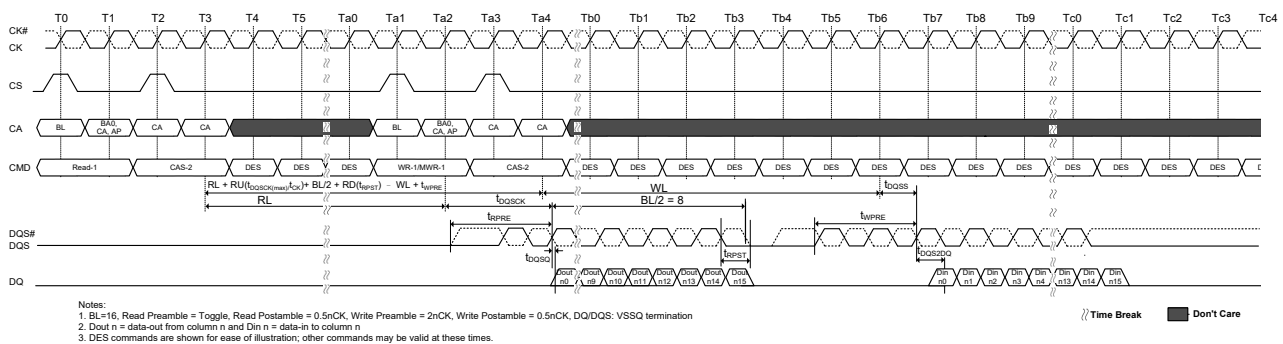 T0 T1 T2 T3 T4 T5 Ta0 Ta1 Ta2 Ta3 Ta4 Tb0 Tb1 Tb2 Tb3 Tb4 Tb5 Tb6 Tb7 Tb8 Tb9 Tc0 Tc1 Tc2 Tc3 Tc4
CK#
CK
CS
CA BL BA0, CA, AP CA CA BL BA0, CA, AP CA CA
CMD Read-1 CAS-2 DES DES DES WR-1/MWR-1 CAS-2 DES DES DES DES DES DES DES DES DES DES DES DES DES DES
RL + RU(tDQSCK(max)/tCK)+ BL/2 + RD(tRPST) - WL + tWPRE WL tDQSS
RL tDQSCK BL/2 = 8
tRPRE tWPRE
DQS#
DQS
tDQSQ tRPST tDQS2DQ
DQ Dout n0 Dout n9 Dout n10 Dout n11 Dout n12 Dout n13 Dout n14 Dout n15 Din n0 Din n1 Din n2 Din n3 Din n4 Din n13 Din n14 Din n15
Notes:
1. BL=16, Read Preamble = Toggle, Read Postamble = 0.5nCK, Write Preamble = 2nCK, Write Postamble = 0.5nCK, DQ/DQS: VSSQ termination
2. Dout n = data-out from column n and Din n = data-in to column n
3. DES commands are shown for ease of illustration; other commands may be valid at these times.
Time Break Don't Care